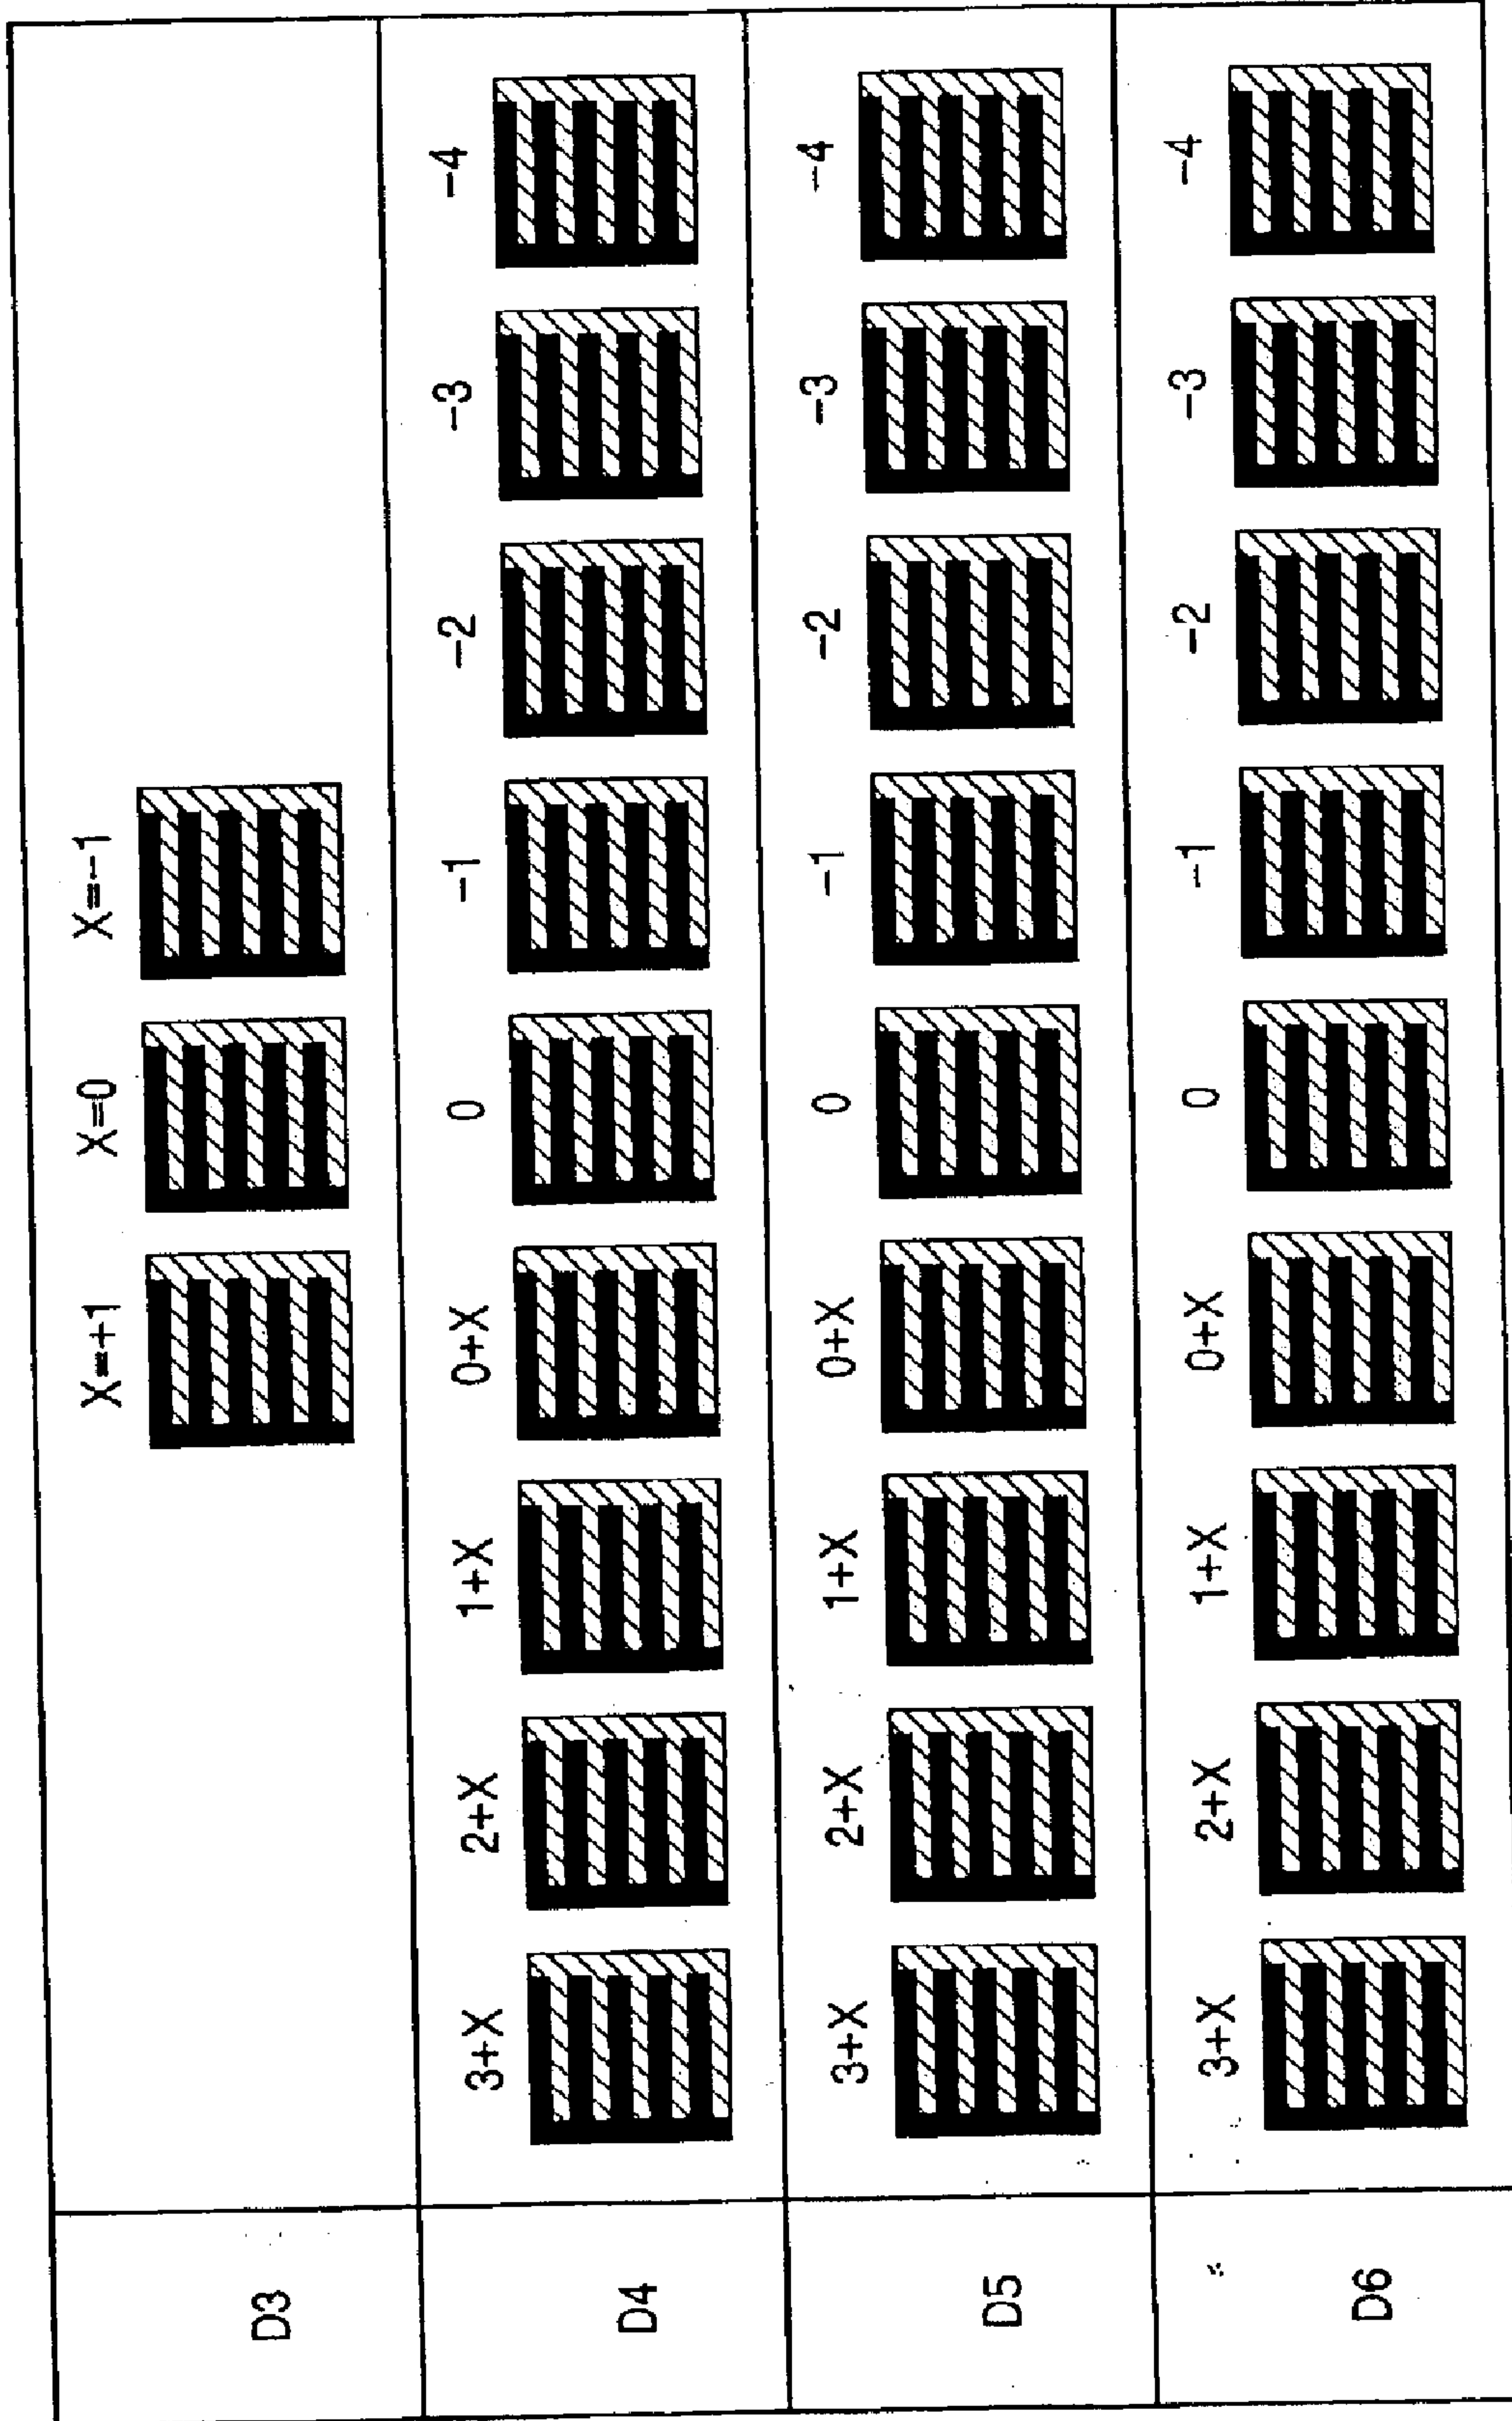 X=+1 X=0 X=-1
D3
3+X 2+X 1+X 0+X 0 -1 -2 -3 -4
D4
3+X 2+X 1+X 0+X 0 -1 -2 -3 -4
D5
3+X 2+X 1+X 0+X 0 -1 -2 -3 -4
D6